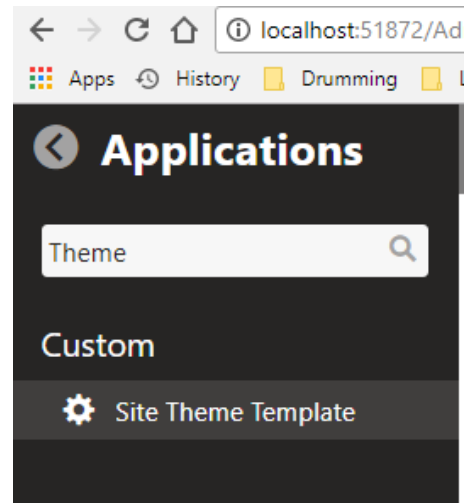 localhost:51872/Ad
Apps History Drumming L
Applications
Theme
Custom
Site Theme Template